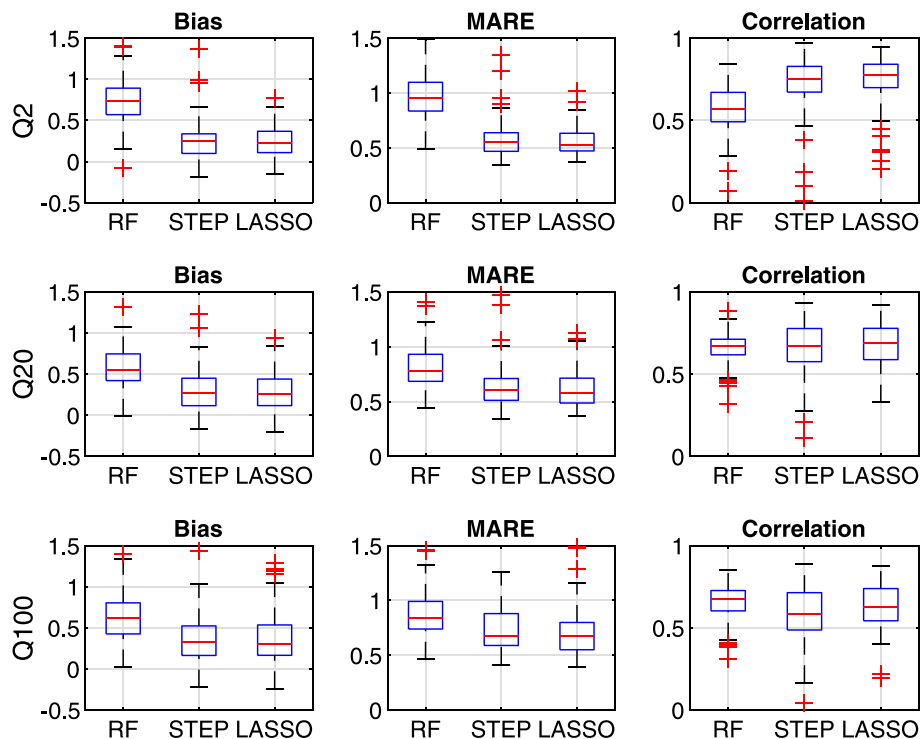 Bias
MARE
Correlation
Q2
1.5
1
0.5
0
-0.5
RF STEP LASSO
1.5
1
0.5
0
RF STEP LASSO
1
0.5
0
RF STEP LASSO
Bias
MARE
Correlation
Q20
1.5
1
0.5
0
-0.5
RF STEP LASSO
1.5
1
0.5
0
RF STEP LASSO
1
0.5
0
RF STEP LASSO
Bias
MARE
Correlation
Q100
1.5
1
0.5
0
-0.5
RF STEP LASSO
1.5
1
0.5
0
RF STEP LASSO
1
0.5
0
RF STEP LASSO